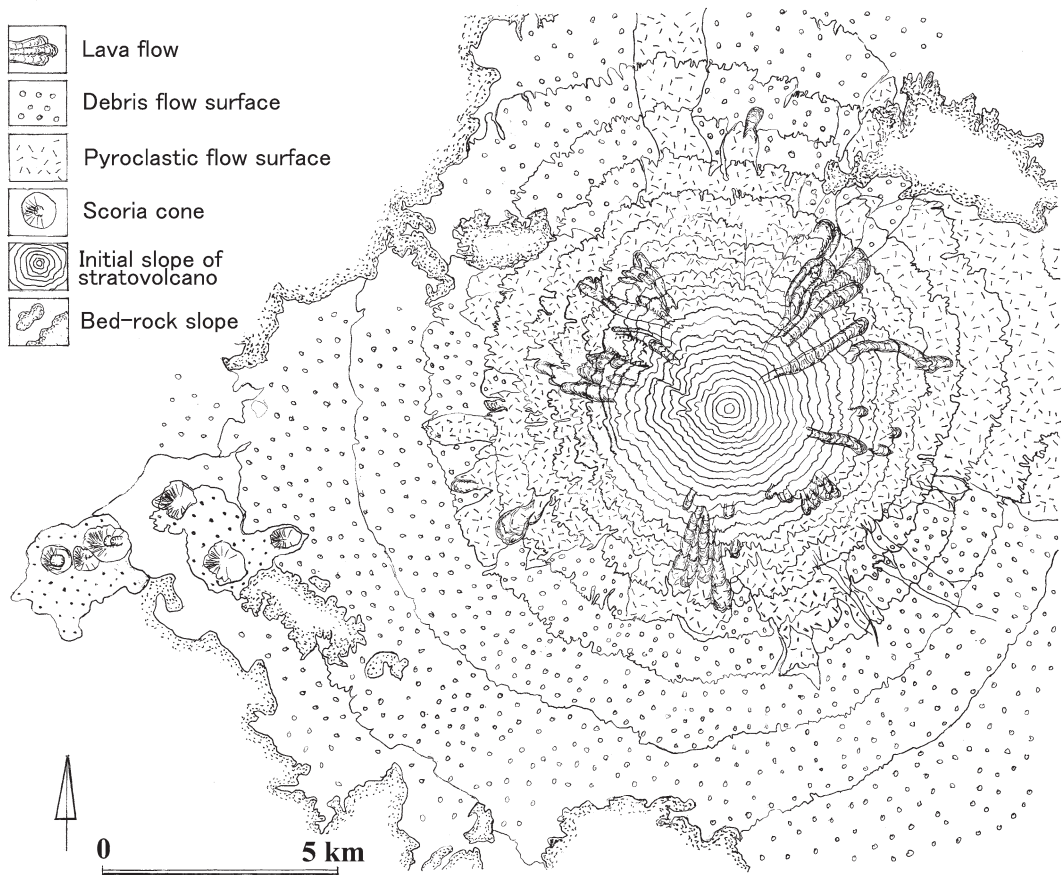 Lava flow
Debris flow surface
Pyroclastic flow surface
Scoria cone
Initial slope of
stratovolcano
Bed-rock slope
0
5 km